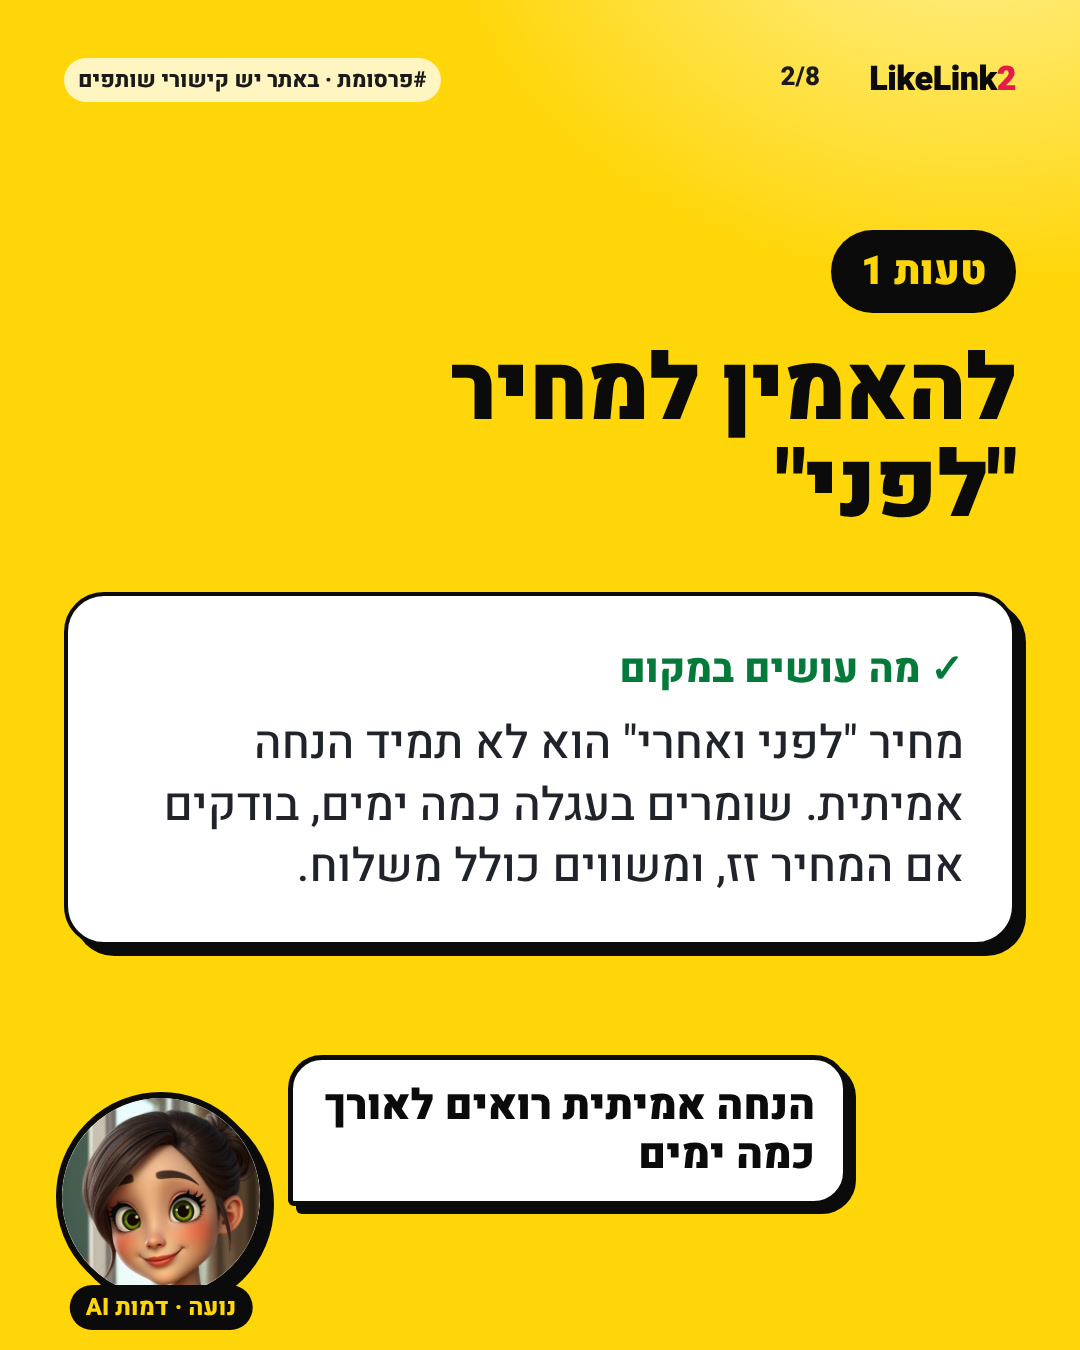 LikeLink2
2/8
#פרסומת · באתר יש קישורי שותפים
טעות 1
להאמין למחיר
"לפני"
✓ מה עושים במקום
מחיר "לפני ואחרי" הוא לא תמיד הנחה
אמיתית. שומרים בעגלה כמה ימים, בודקים
אם המחיר זז, ומשווים כולל משלוח.
הנחה אמיתית רואים לאורך
כמה ימים
נועה · דמות AI